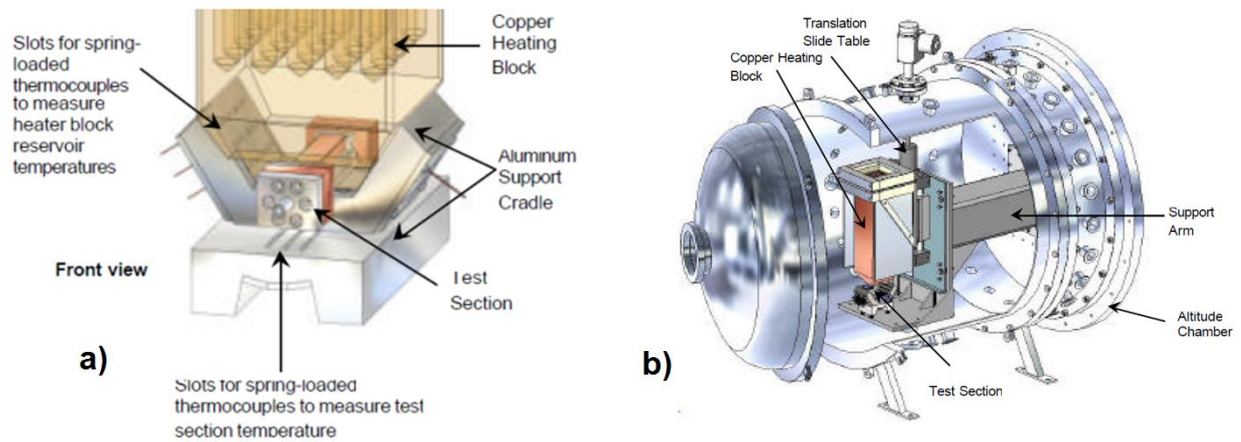 Slots for spring-
loaded
thermocouples
to measure
heater block
reservoir
temperatures
Copper
Heating
Block
Aluminum
Support
Cradle
Front view
Test
Section
a)
Slots for spring-loaded
thermocouples to measure test
section temperature
Translation
Slide Table
Copper Heating
Block
Support
Arm
Altitude
Chamber
b)
Test Section